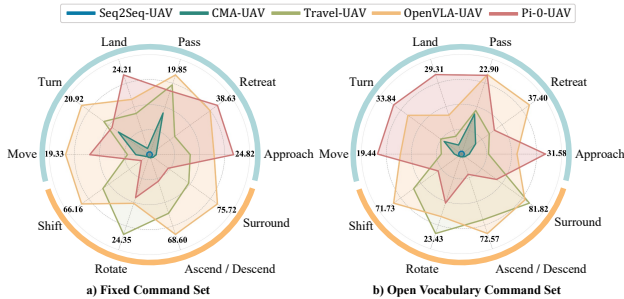 Seq2Seq-UAV CMA-UAV Travel-UAV OpenVLA-UAV Pi-0-UAV
Land Pass
24.21 19.85
Turn Retreat
20.92 38.63
Move 19.33 24.82 Approach
66.16 75.72
Shift Surround
24.35 68.60
Rotate Ascend / Descend
a) Fixed Command Set
Land Pass
29.31 22.90
Turn Retreat
33.84 37.40
Move 19.44 31.58 Approach
71.73 81.82
Shift Surround
23.43 72.57
Rotate Ascend / Descend
b) Open Vocabulary Command Set